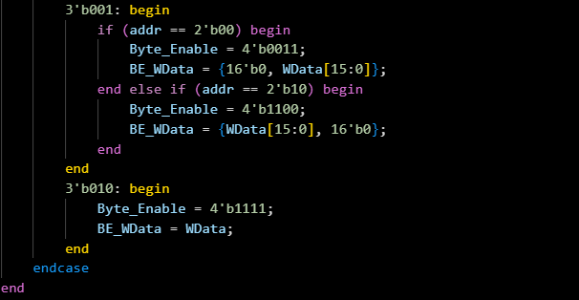 3'b001: begin
if (addr == 2'b00) begin
Byte_Enable = 4'b0011;
BE_WData = {16'b0, WData[15:0]};
end else if (addr == 2'b10) begin
Byte_Enable = 4'b1100;
BE_WData = {WData[15:0], 16'b0};
end
end
3'b010: begin
Byte_Enable = 4'b1111;
BE_WData = WData;
end
endcase
end